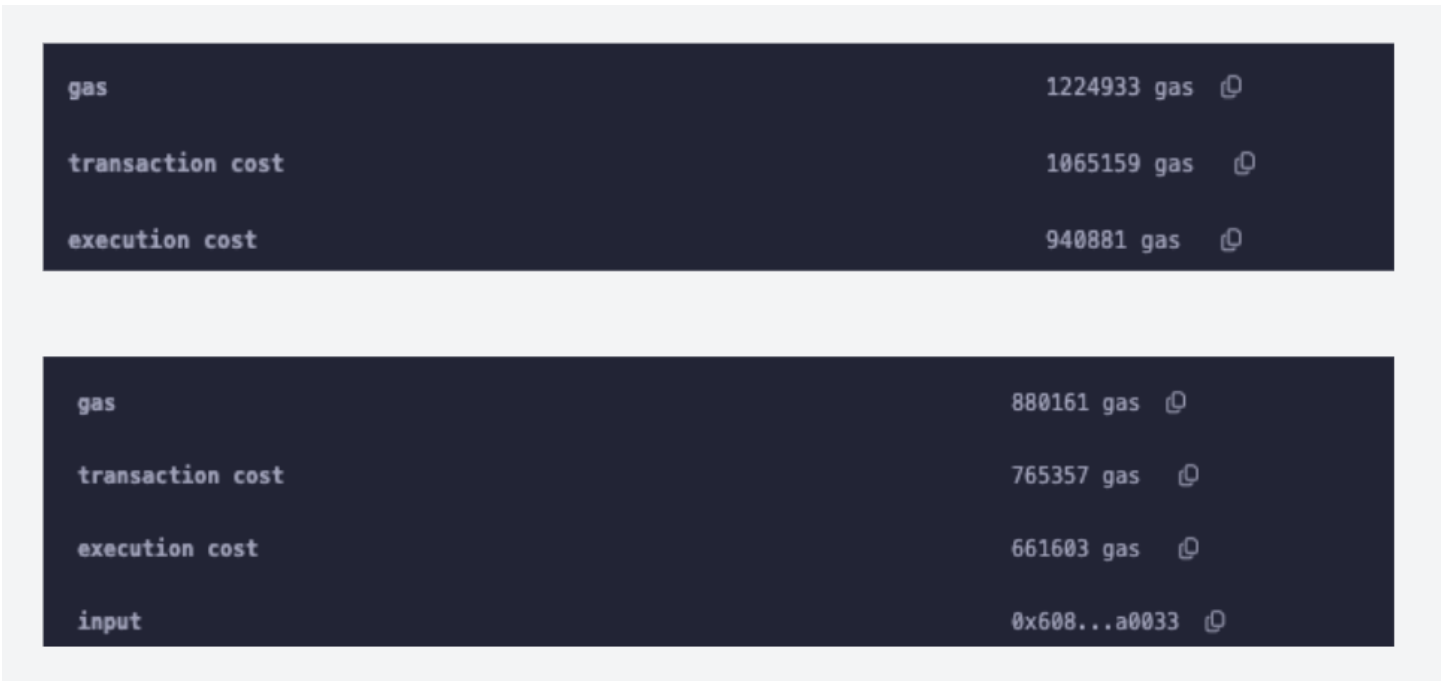 gas 1224933 gas
transaction cost 1065159 gas
execution cost 940881 gas
gas 880161 gas
transaction cost 765357 gas
execution cost 661603 gas
input 0x608...a0033